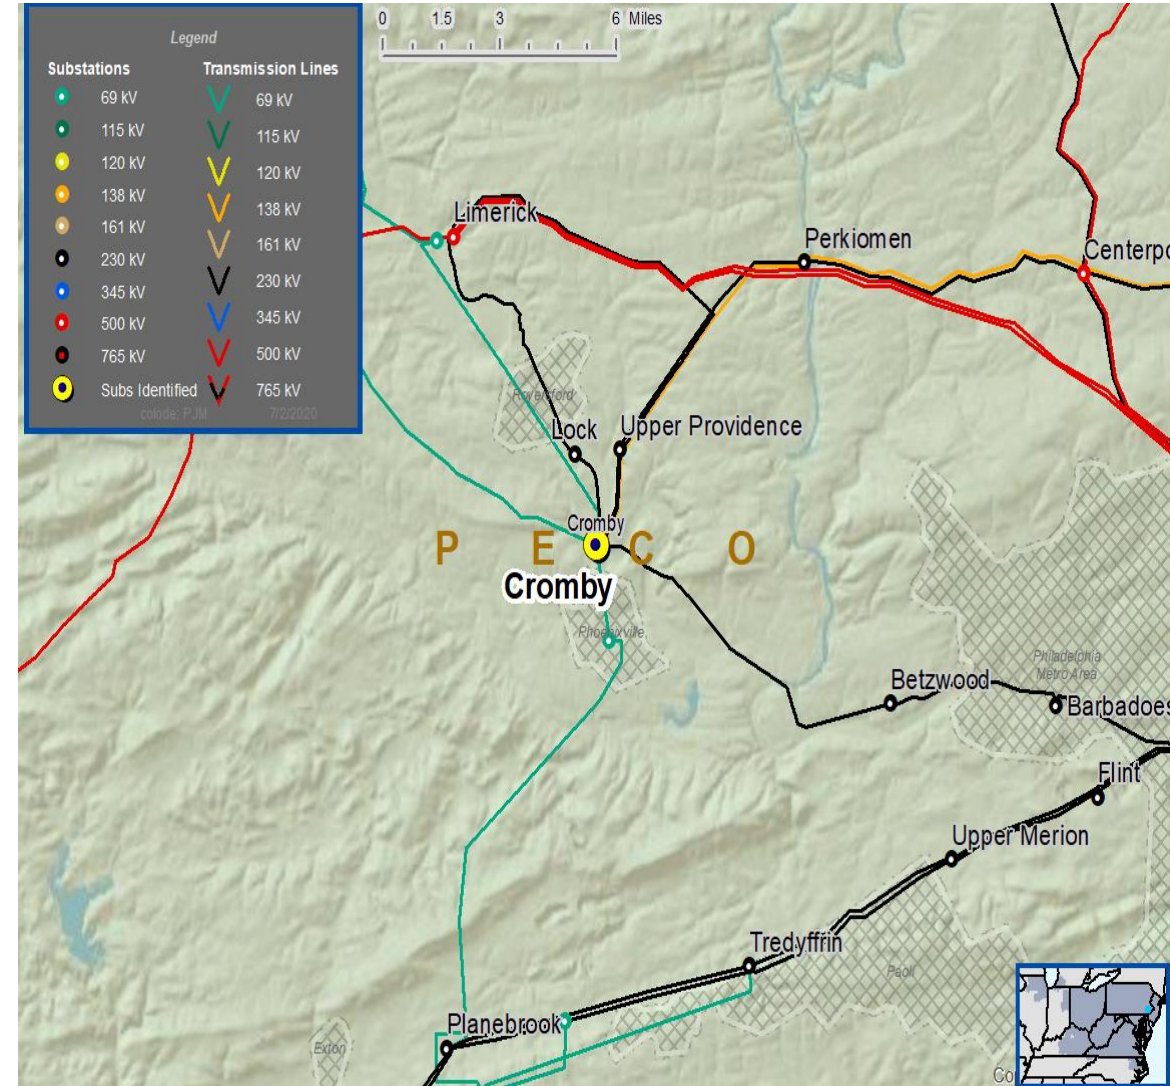 Legend
Substations
Transmission Lines
69 kV
69 kV
115 kV
115 kV
120 kV
120 kV
138 kV
138 kV
161 kV
161 kV
230 kV
230 kV
345 kV
345 kV
500 kV
500 kV
765 kV
765 kV
Subs Identified
colode; PJM 7/2/2020
0 1.5 3 6 Miles
Limerick
Perkiomen
Centerpo
Royersford
Lock
Upper Providence
Cromby
P E C O
Cromby
Phoenixville
Philadelphia
Metro Area
Betzwood
Barbadoes
Flint
Upper Merion
Tredyffrin
Paoli
Planebrook
Exton
Co